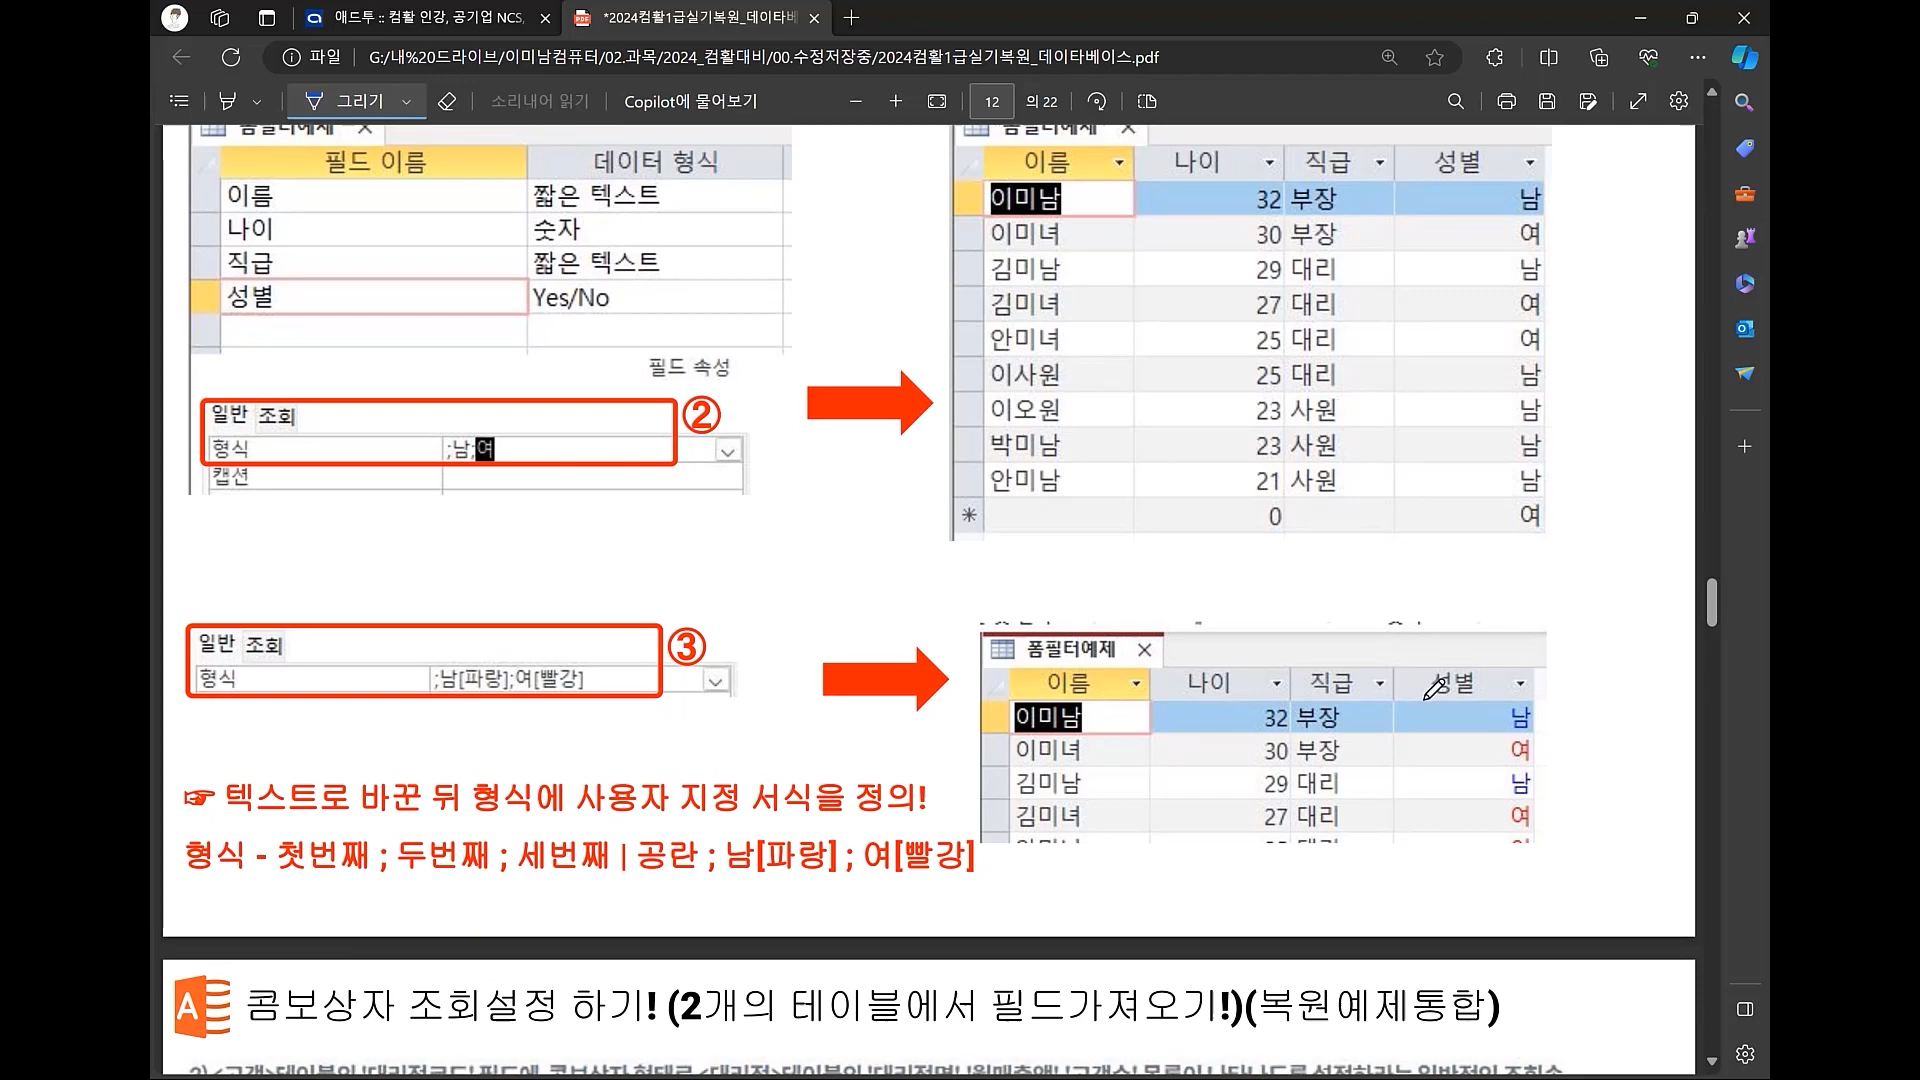 애드투 :: 컴활 인강, 공기업 NCS,
*2024컴활1급실기복원_데이타베
파일
G:/내%20드라이브/이미남컴퓨터/02.과목/2024_컴활대비/00.수정저장중/2024컴활1급실기복원_데이타베이스.pdf
그리기
소리내어 읽기
Copilot에 물어보기
12 의 22
폼필터예제
필드 이름 데이터 형식
이름 짧은 텍스트
나이 숫자
직급 짧은 텍스트
성별 Yes/No
필드 속성
일반 조회
②
형식 ;남;여
캡션
폼필터예제
이름 나이 직급 성별
이미남 32 부장 남
이미녀 30 부장 여
김미남 29 대리 남
김미녀 27 대리 여
안미녀 25 대리 여
이사원 25 대리 남
이오원 23 사원 남
박미남 23 사원 남
안미남 21 사원 남
* 0 여
일반 조회
③
형식 ;남[파랑];여[빨강]
폼필터예제
이름 나이 직급 성별
이미남 32 부장 남
이미녀 30 부장 여
김미남 29 대리 남
김미녀 27 대리 여
☞ 텍스트로 바꾼 뒤 형식에 사용자 지정 서식을 정의!
형식 - 첫번째 ; 두번째 ; 세번째 | 공란 ; 남[파랑] ; 여[빨강]
A
콤보상자 조회설정 하기! (2개의 테이블에서 필드가져오기!)(복원예제통합)